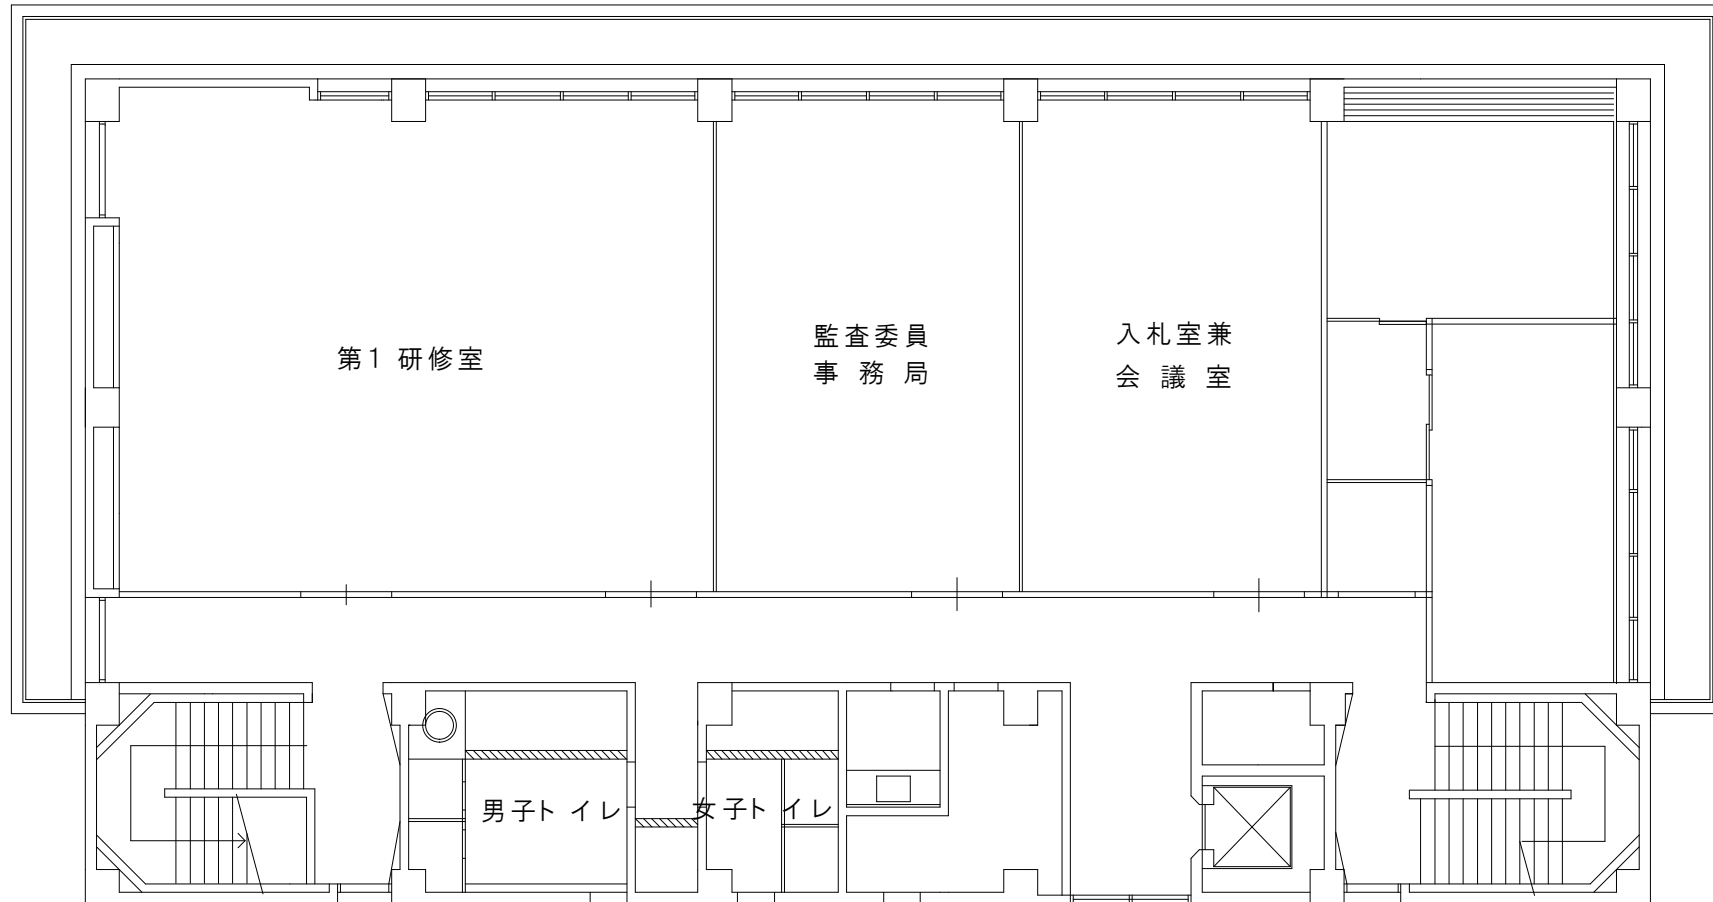 第1 研修室
監査委員
事務局
入札室兼
会議室
男子トイレ
女子トイレ